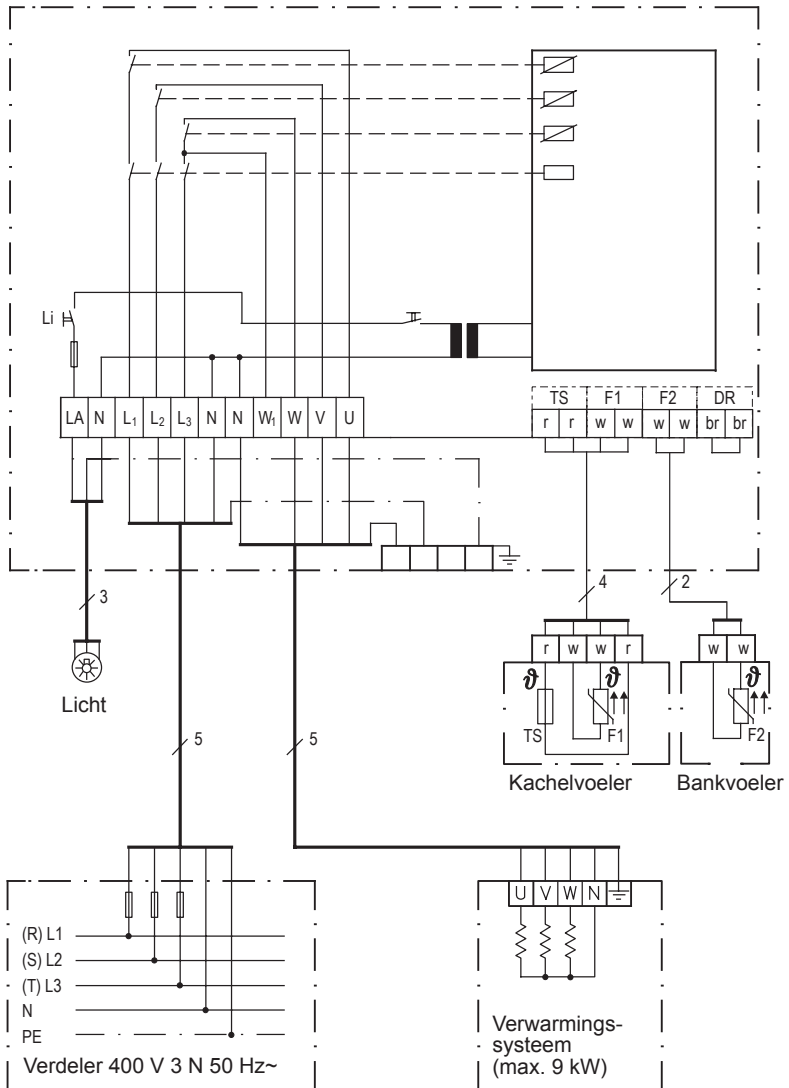 Li
LA N L1 L2 L3 N N W1 W V U
TS F1 F2 DR
r r w w w w br br
3
4
2
Licht
r w w r
w w
ϑ ϑ ϑ
TS F1 F2
Kachelvoeler Bankvoeler
5 5
U V W N
(R) L1
(S) L2
(T) L3
N
PE
Verdeler 400 V 3 N 50 Hz~
Verwarmings-
systeem
(max. 9 kW)